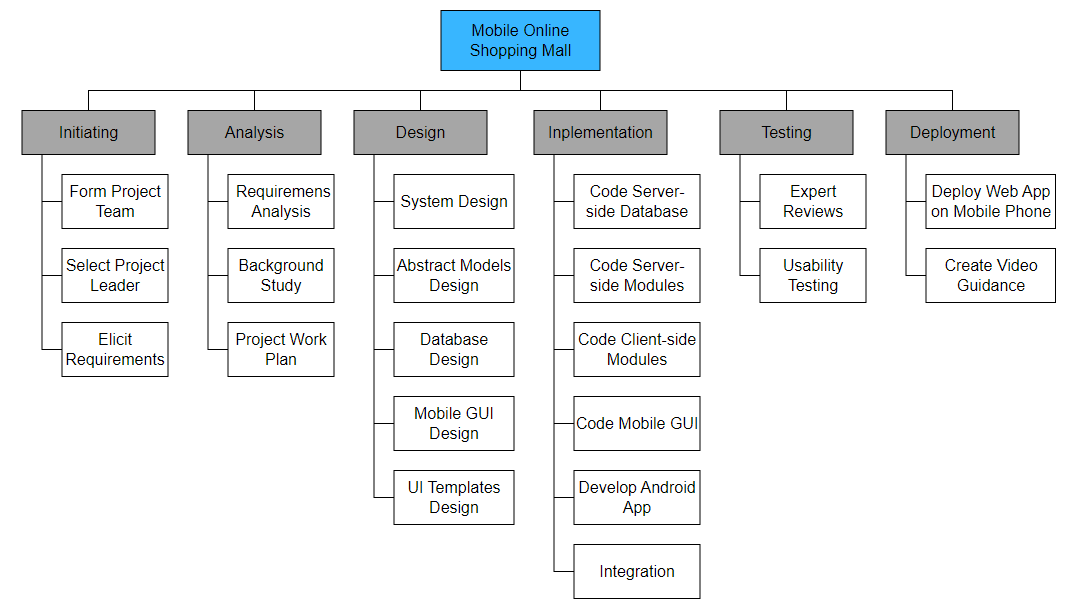 Mobile Online
Shopping Mall
Initiating
Analysis
Design
Inplementation
Testing
Deployment
Form Project
Team
Select Project
Leader
Elicit
Requirements
Requiremens
Analysis
Background
Study
Project Work
Plan
System Design
Abstract Models
Design
Database
Design
Mobile GUI
Design
UI Templates
Design
Code Server-
side Database
Code Server-
side Modules
Code Client-side
Modules
Code Mobile GUI
Develop Android
App
Integration
Expert
Reviews
Usability
Testing
Deploy Web App
on Mobile Phone
Create Video
Guidance